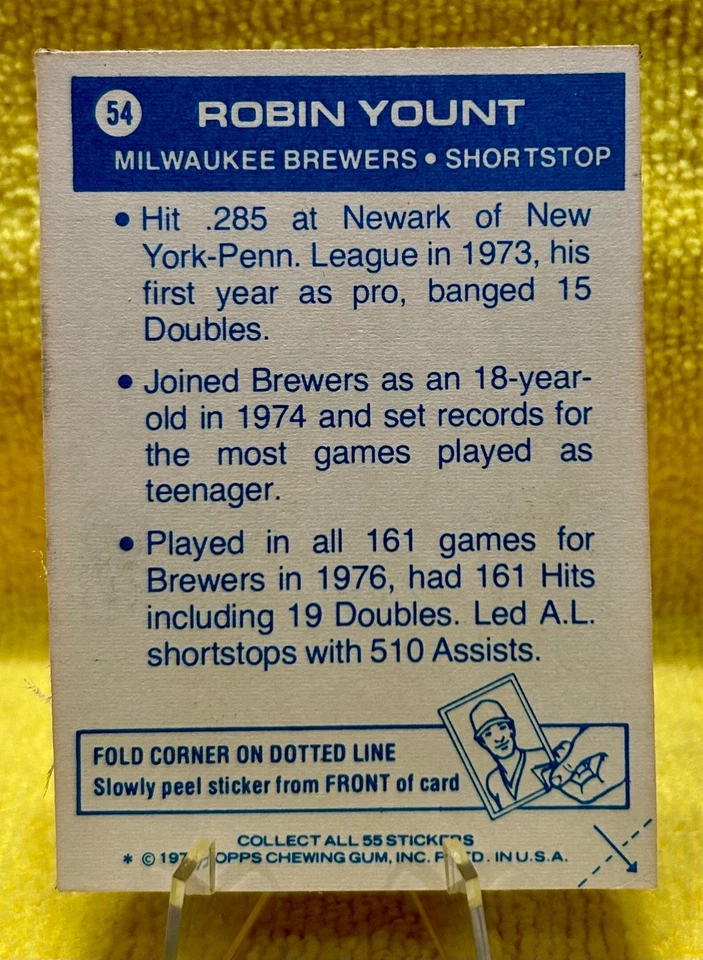 54
ROBIN YOUNT
MILWAUKEE BREWERS • SHORTSTOP
• Hit .285 at Newark of New
York-Penn. League in 1973, his
first year as pro, banged 15
Doubles.
• Joined Brewers as an 18-year-
old in 1974 and set records for
the most games played as
teenager.
• Played in all 161 games for
Brewers in 1976, had 161 Hits
including 19 Doubles. Led A.L.
shortstops with 510 Assists.
FOLD CORNER ON DOTTED LINE
Slowly peel sticker from FRONT of card
COLLECT ALL 55 STICKERS
* © CHEWING GUM, INC. IN U.S.A.